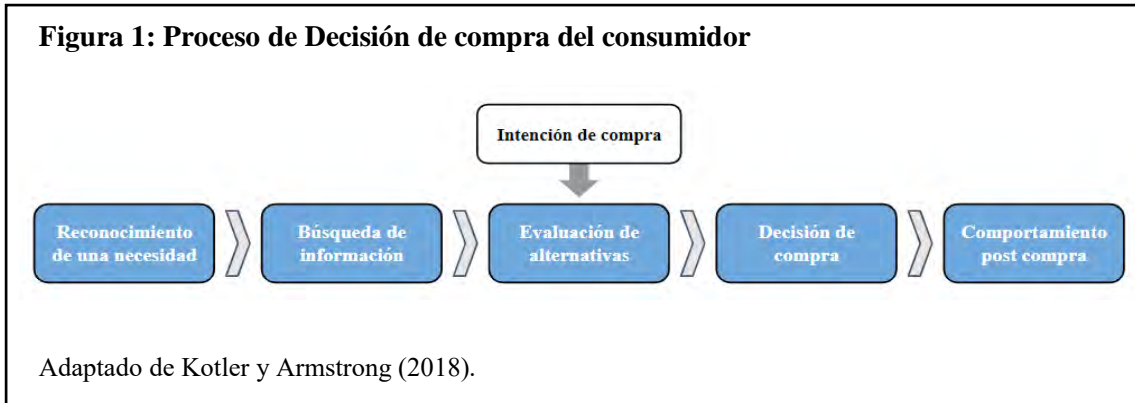 Figura 1: Proceso de Decisión de compra del consumidor
Intención de compra
Reconocimiento
de una necesidad
Búsqueda de
información
Evaluación de
alternativas
Decisión de
compra
Comportamiento
post compra
Adaptado de Kotler y Armstrong (2018).